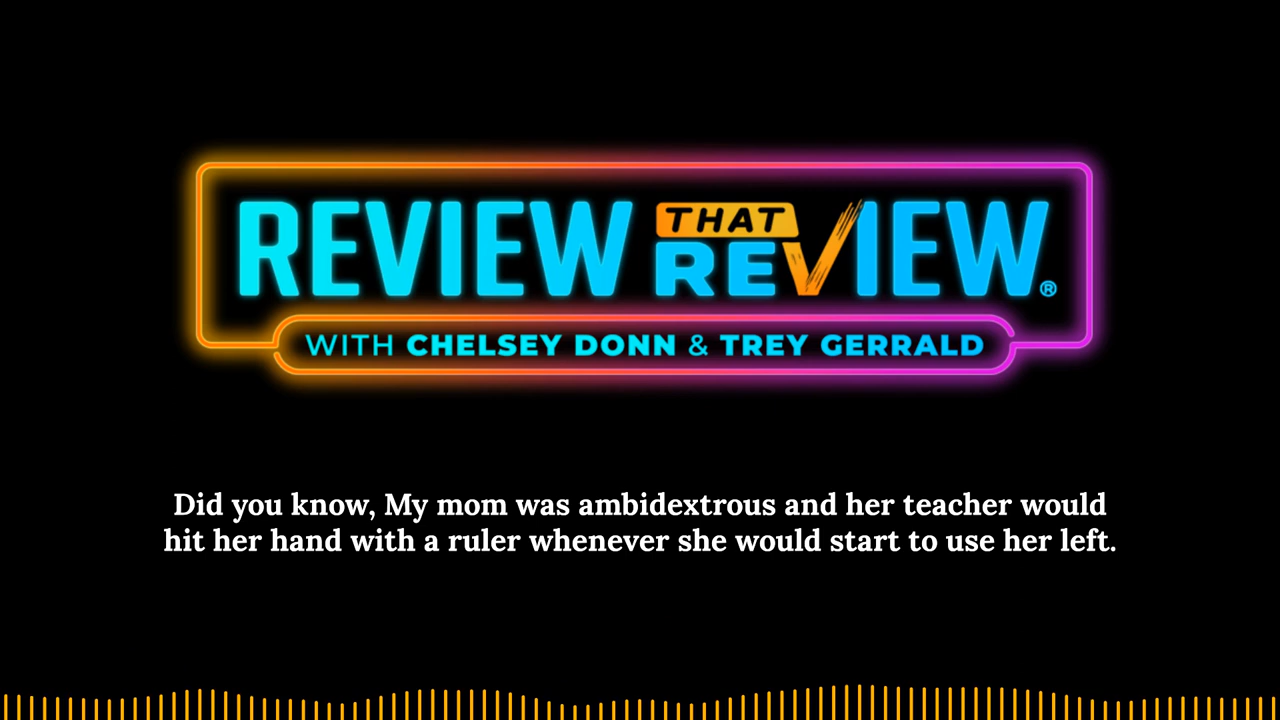 REVIEW THAT REVIEW®
WITH CHELSEY DONN & TREY GERRALD
Did you know, My mom was ambidextrous and her teacher would
hit her hand with a ruler whenever she would start to use her left.